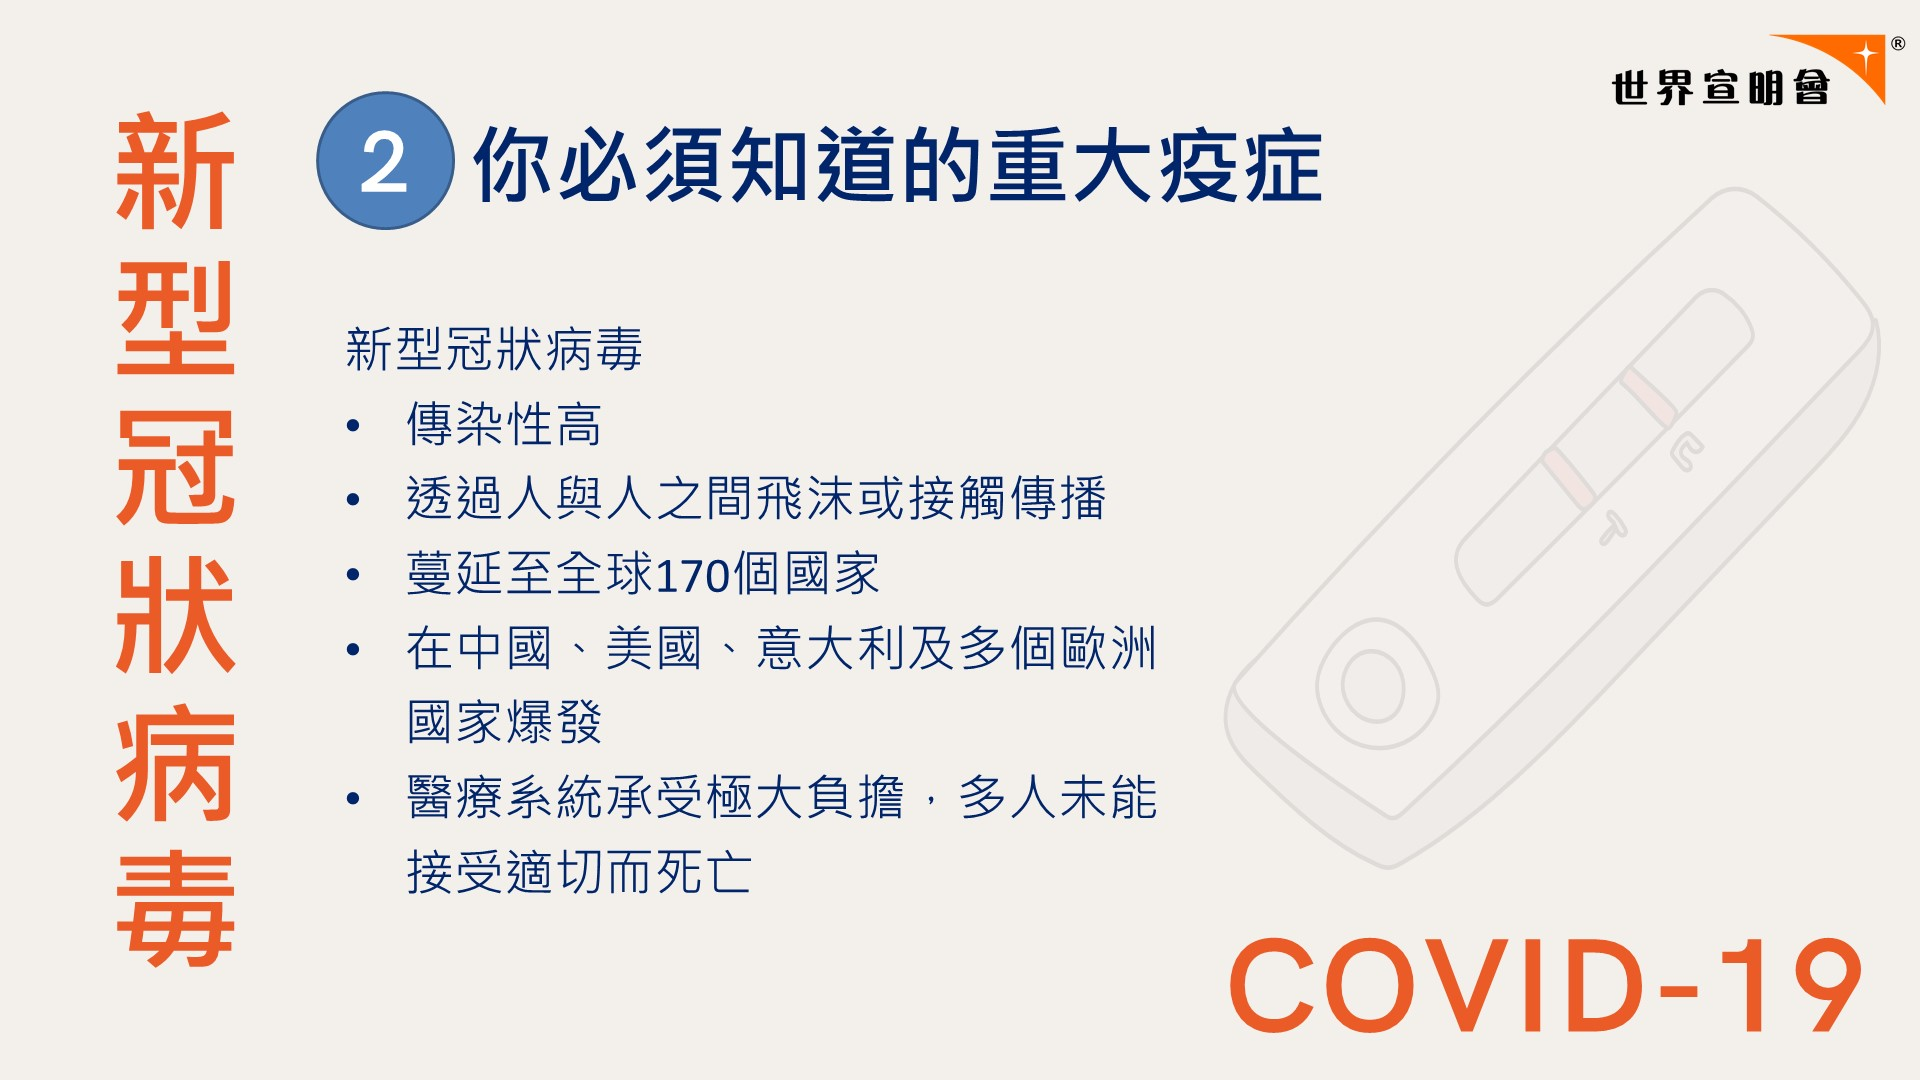 世界宣明會®
新型冠狀病毒
2 你必須知道的重大疫症
新型冠狀病毒
• 傳染性高
• 透過人與人之間飛沫或接觸傳播
• 蔓延至全球170個國家
• 在中國、美國、意大利及多個歐洲
國家爆發
• 醫療系統承受極大負擔，多人未能
接受適切而死亡
C
T
COVID-19